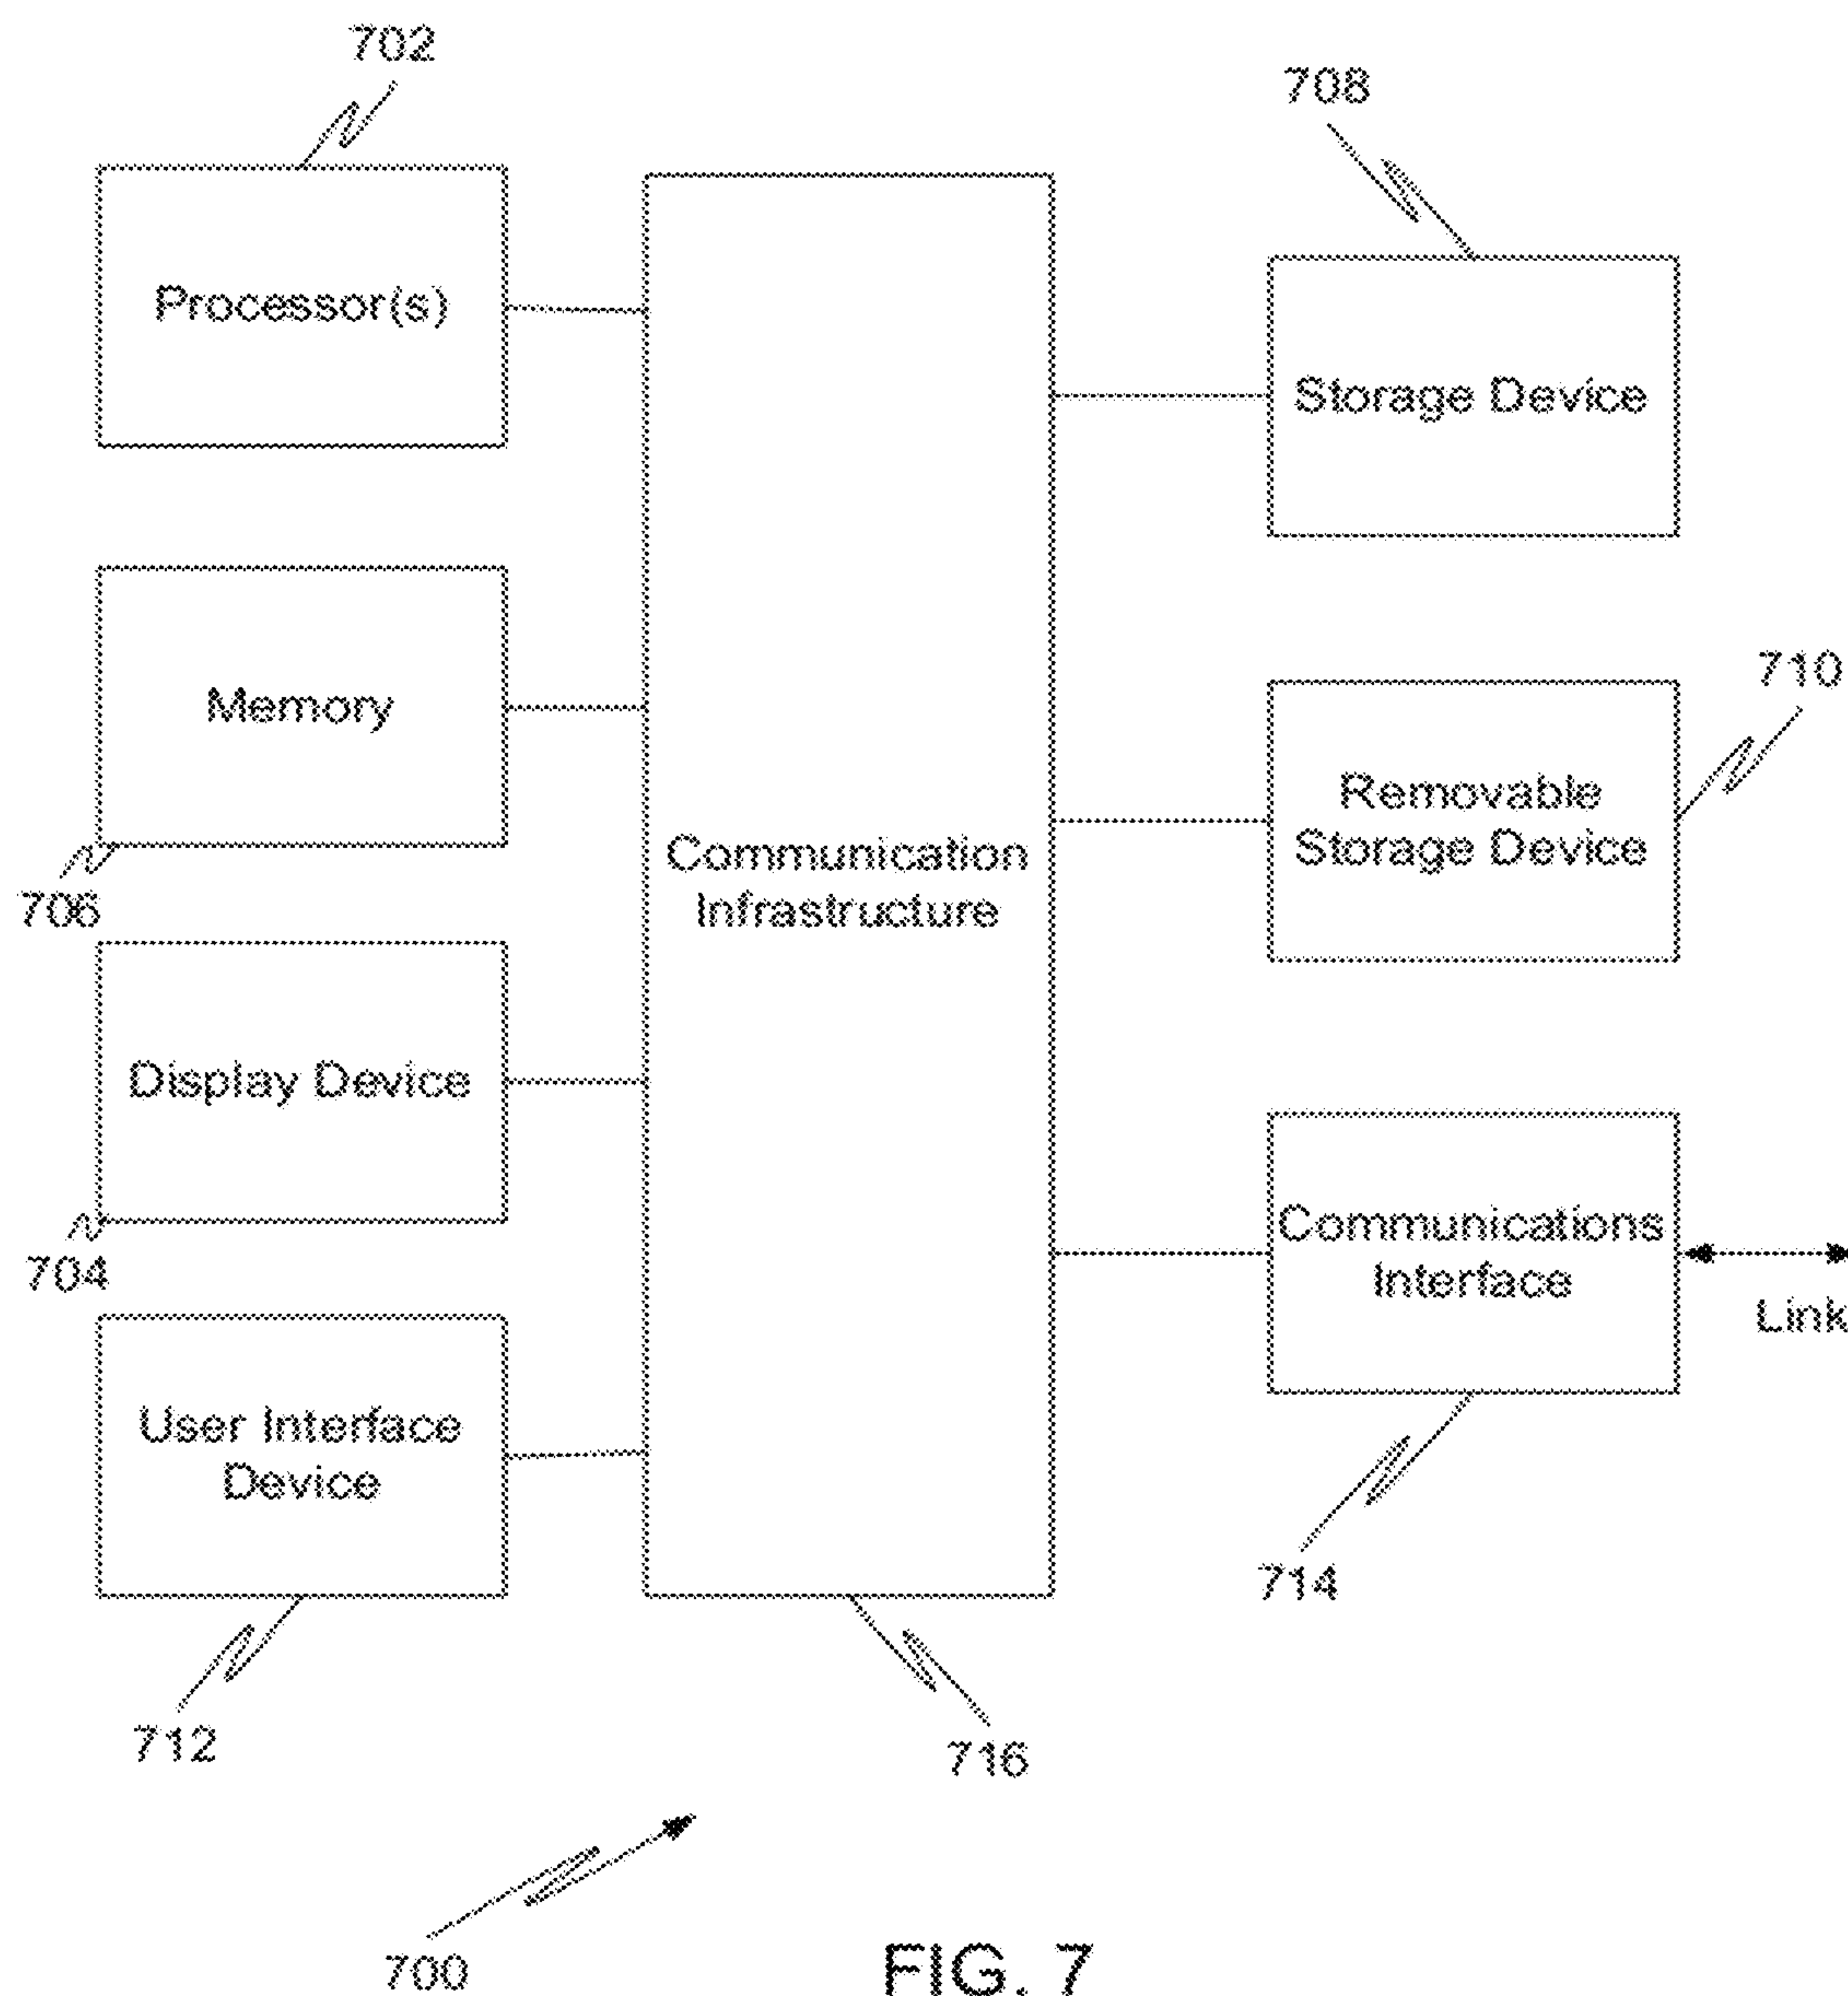 702
708
Processor(s)
Storage Device
710
Memory
Removable
Storage Device
Communication
Infrastructure
706
Display Device
Communications
Interface
Link
704
User Interface
Device
714
712
716
700
FIG. 7